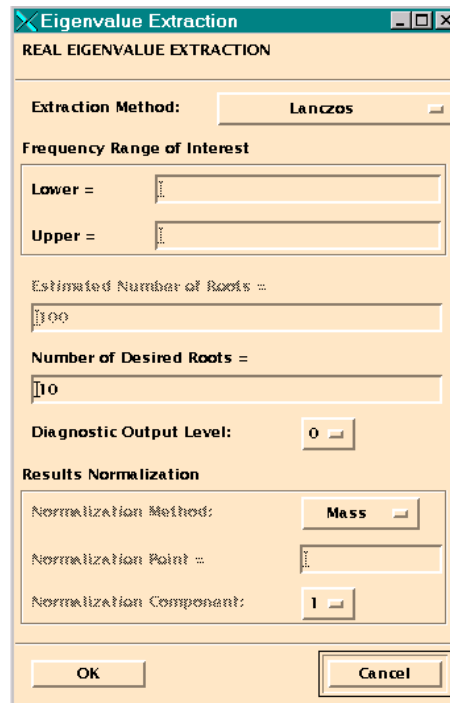 Eigenvalue Extraction
REAL EIGENVALUE EXTRACTION
Extraction Method: Lanczos
Frequency Range of Interest
Lower =
Upper =
Estimated Number of Roots =
100
Number of Desired Roots =
10
Diagnostic Output Level: 0
Results Normalization
Normalization Method: Mass
Normalization Point =
Normalization Component: 1
OK Cancel